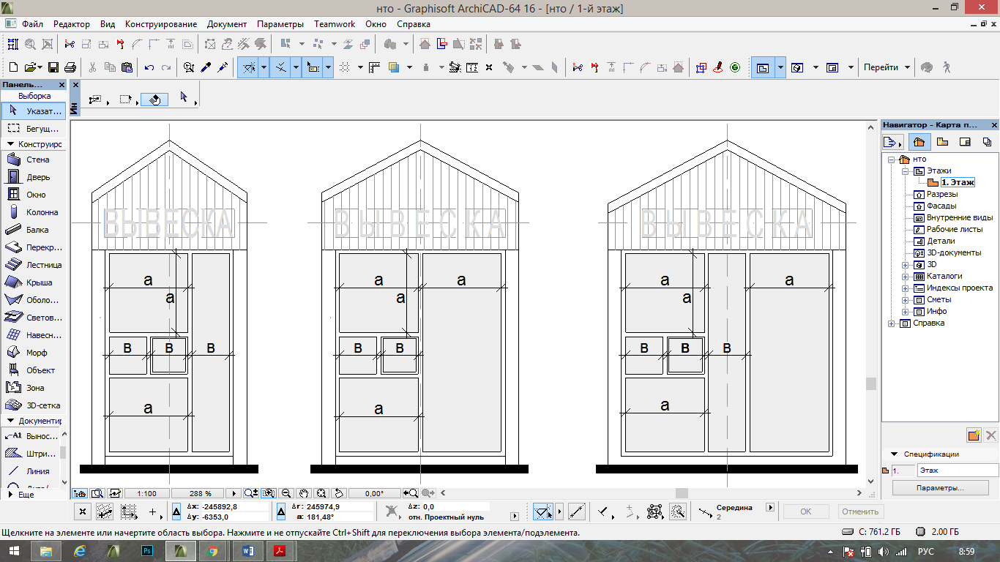 нто - Graphisoft ArchiCAD-64 16 - [нто / 1-й этаж]
Файл Редактор Вид Конструирование Документ Параметры Teamwork Окно Справка
Перейти
Панель...
Выборка
Указат...
Бегущ...
Конструиро
Стена
Дверь
Окно
Колонна
Балка
Перекр...
Лестница
Крыша
Оболо...
Светов...
Навесн...
Морф
Объект
Зона
3D-сетка
Документир
Вынос...
Штри...
Линия
Еще
Ин
ВЫВЕСКА ВЫВЕСКА ВЫВЕСКА
а а а а а
а а а
в в в в в в в в
а а а
Навигатор - Карта п...
нто
Этажи
1. Этаж
Разрезы
Фасады
Внутренние виды
Рабочие листы
Детали
3D-документы
3D
Каталоги
Индексы проекта
Сметы
Инфо
Справка
Спецификации
1. Этаж
Параметры...
1:100 288 % 0,00°
Δx: -245892,8 Δr: 245974,9 Δz: 0,0
Δy: -6353,0 a: 181,48° отн. Проектный нуль
Середина
2
OK Отменить
Щелкните на элементе или начертите область выбора. Нажмите и не отпускайте Ctrl+Shift для переключения выбора элемента/подэлемента.
C: 761.2 ГБ 2.00 ГБ
РУС 8:59